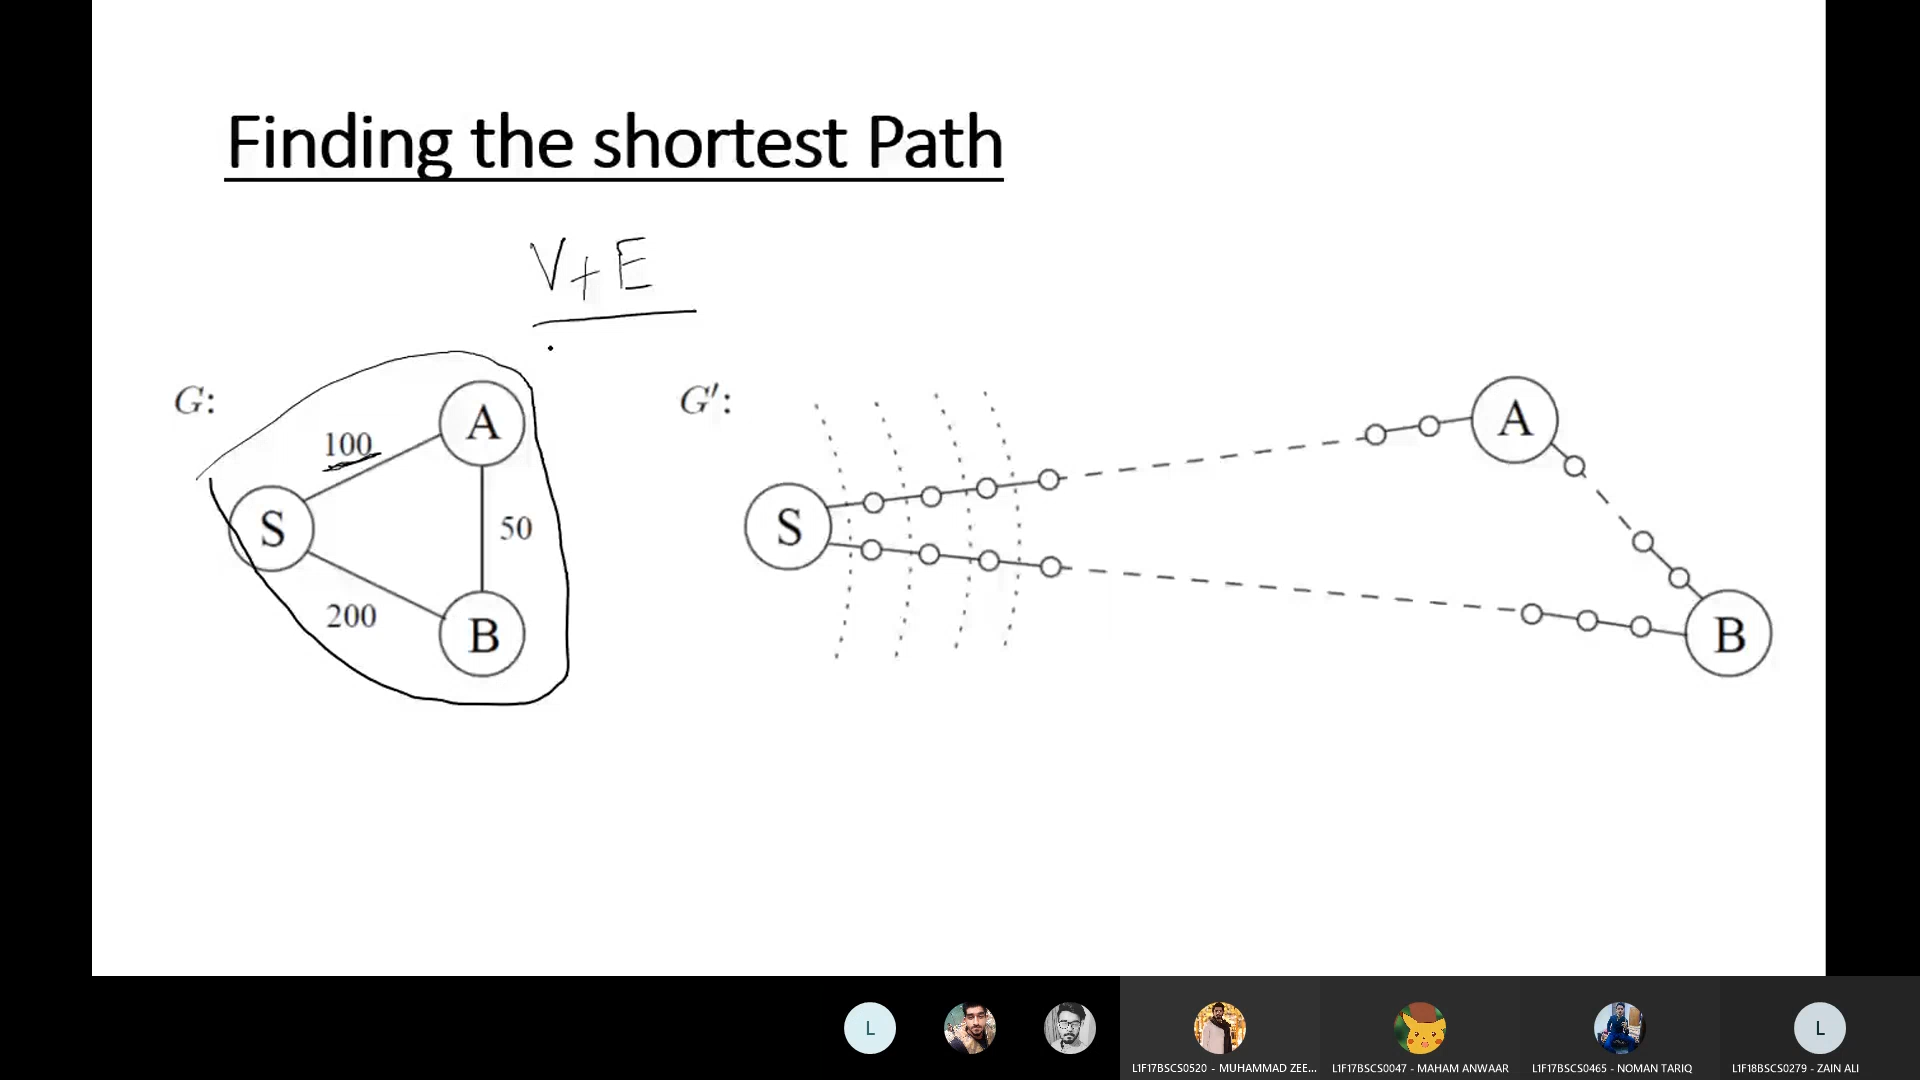 Finding the shortest Path
V+E
G:
100
A
S
50
200
B
G':
S
A
B
L
L
L1F17BSCS0520 - MUHAMMAD ZEE...
L1F17BSCS0047 - MAHAM ANWAAR
L1F17BSCS0465 - NOMAN TARIQ
L1F18BSCS0279 - ZAIN ALI